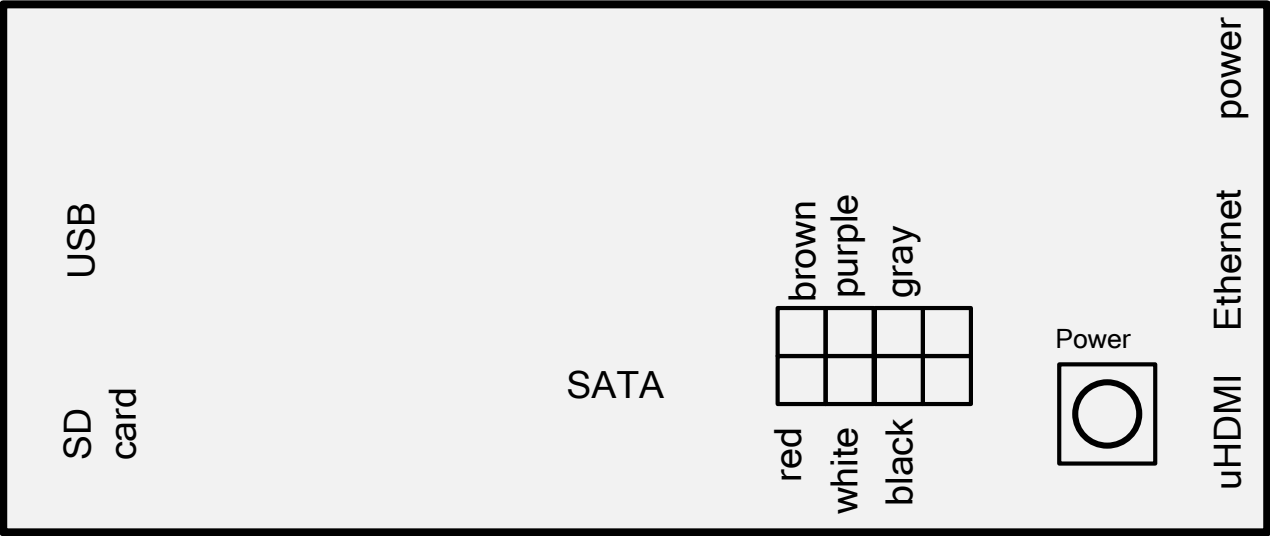 power
USB
brown
purple
gray
Ethernet
Power
SATA
SD
card
red
white
black
uHDMI